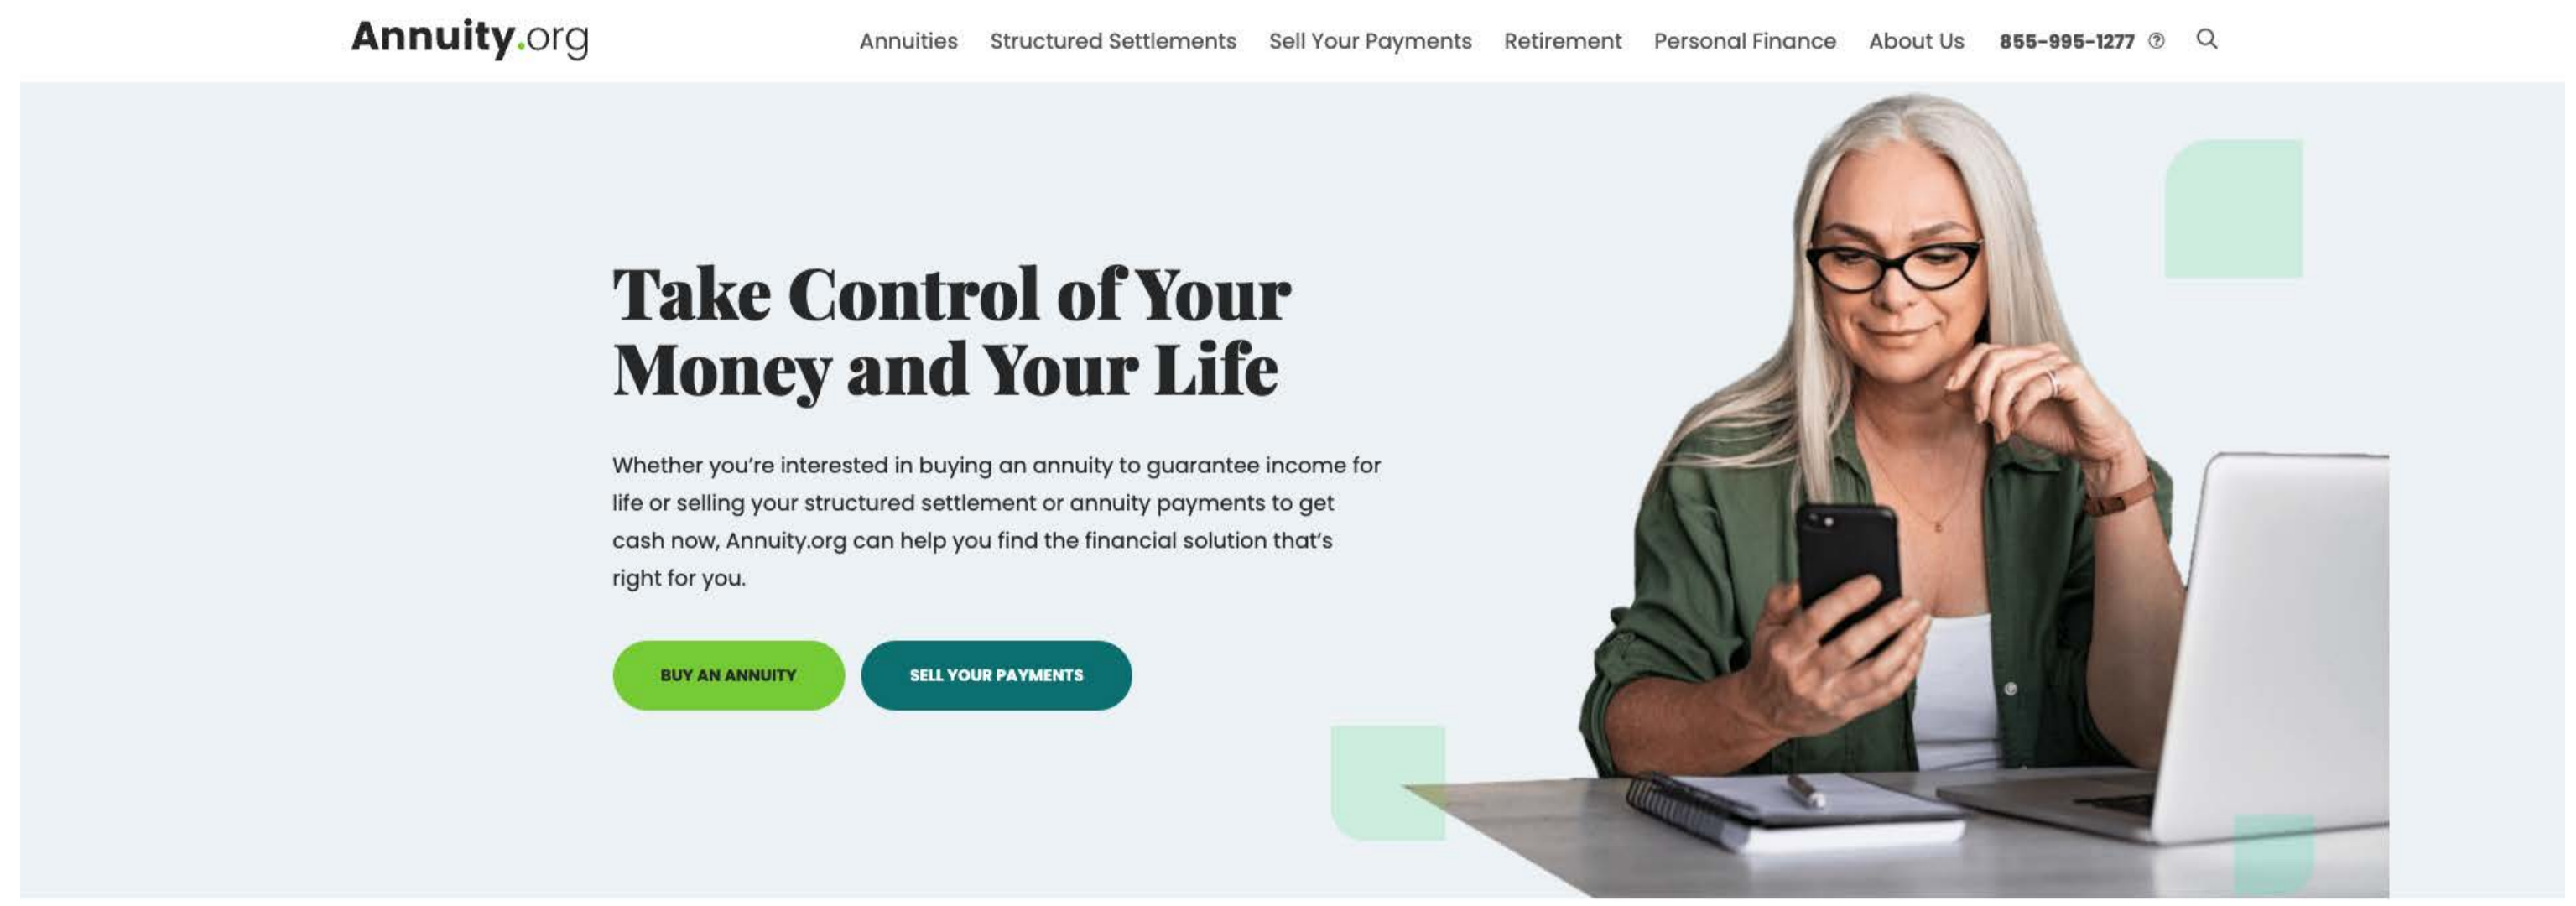 Annuity.org
Annuities Structured Settlements Sell Your Payments Retirement Personal Finance About Us 855-995-1277 ?
Take Control of Your
Money and Your Life
Whether you're interested in buying an annuity to guarantee income for
life or selling your structured settlement or annuity payments to get
cash now, Annuity.org can help you find the financial solution that's
right for you.
BUY AN ANNUITY
SELL YOUR PAYMENTS